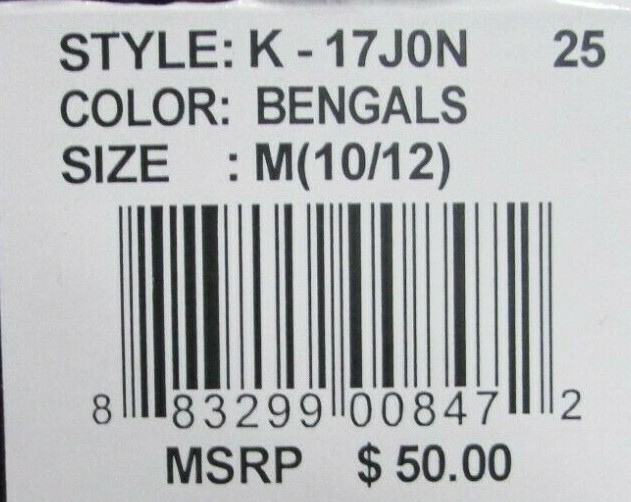 STYLE: K - 17J0N 25
COLOR: BENGALS
SIZE : M(10/12)
8 83299 00847 2
MSRP $ 50.00